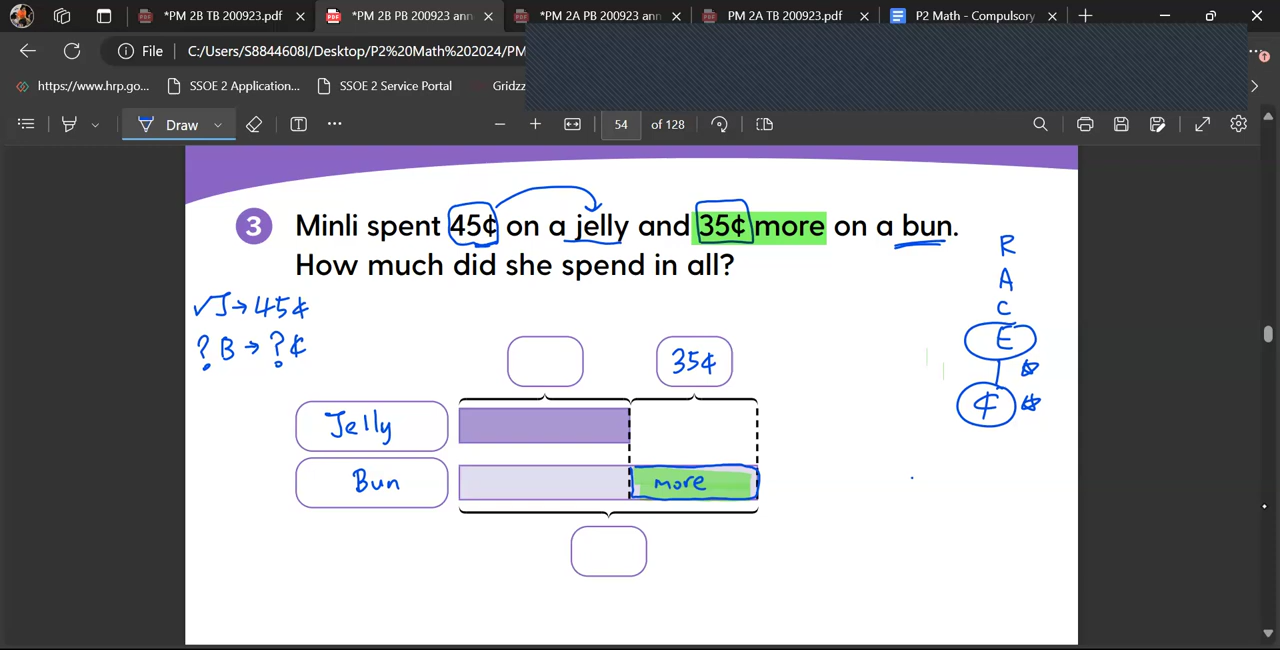 *PM 2B TB 200923.pdf
*PM 2B PB 200923 ann
*PM 2A PB 200923 ann
PM 2A TB 200923.pdf
P2 Math - Compulsory
File
C:/Users/S8844608I/Desktop/P2%20Math%202024/PM
https://www.hrp.go...
SSOE 2 Application...
SSOE 2 Service Portal
Gridzz
Draw
54
of 128
3
Minli spent 45¢ on a jelly and 35¢ more on a bun.
How much did she spend in all?
√J → 45¢
? B → ? ¢
R
A
C
E
¢
35¢
Jelly
Bun
more